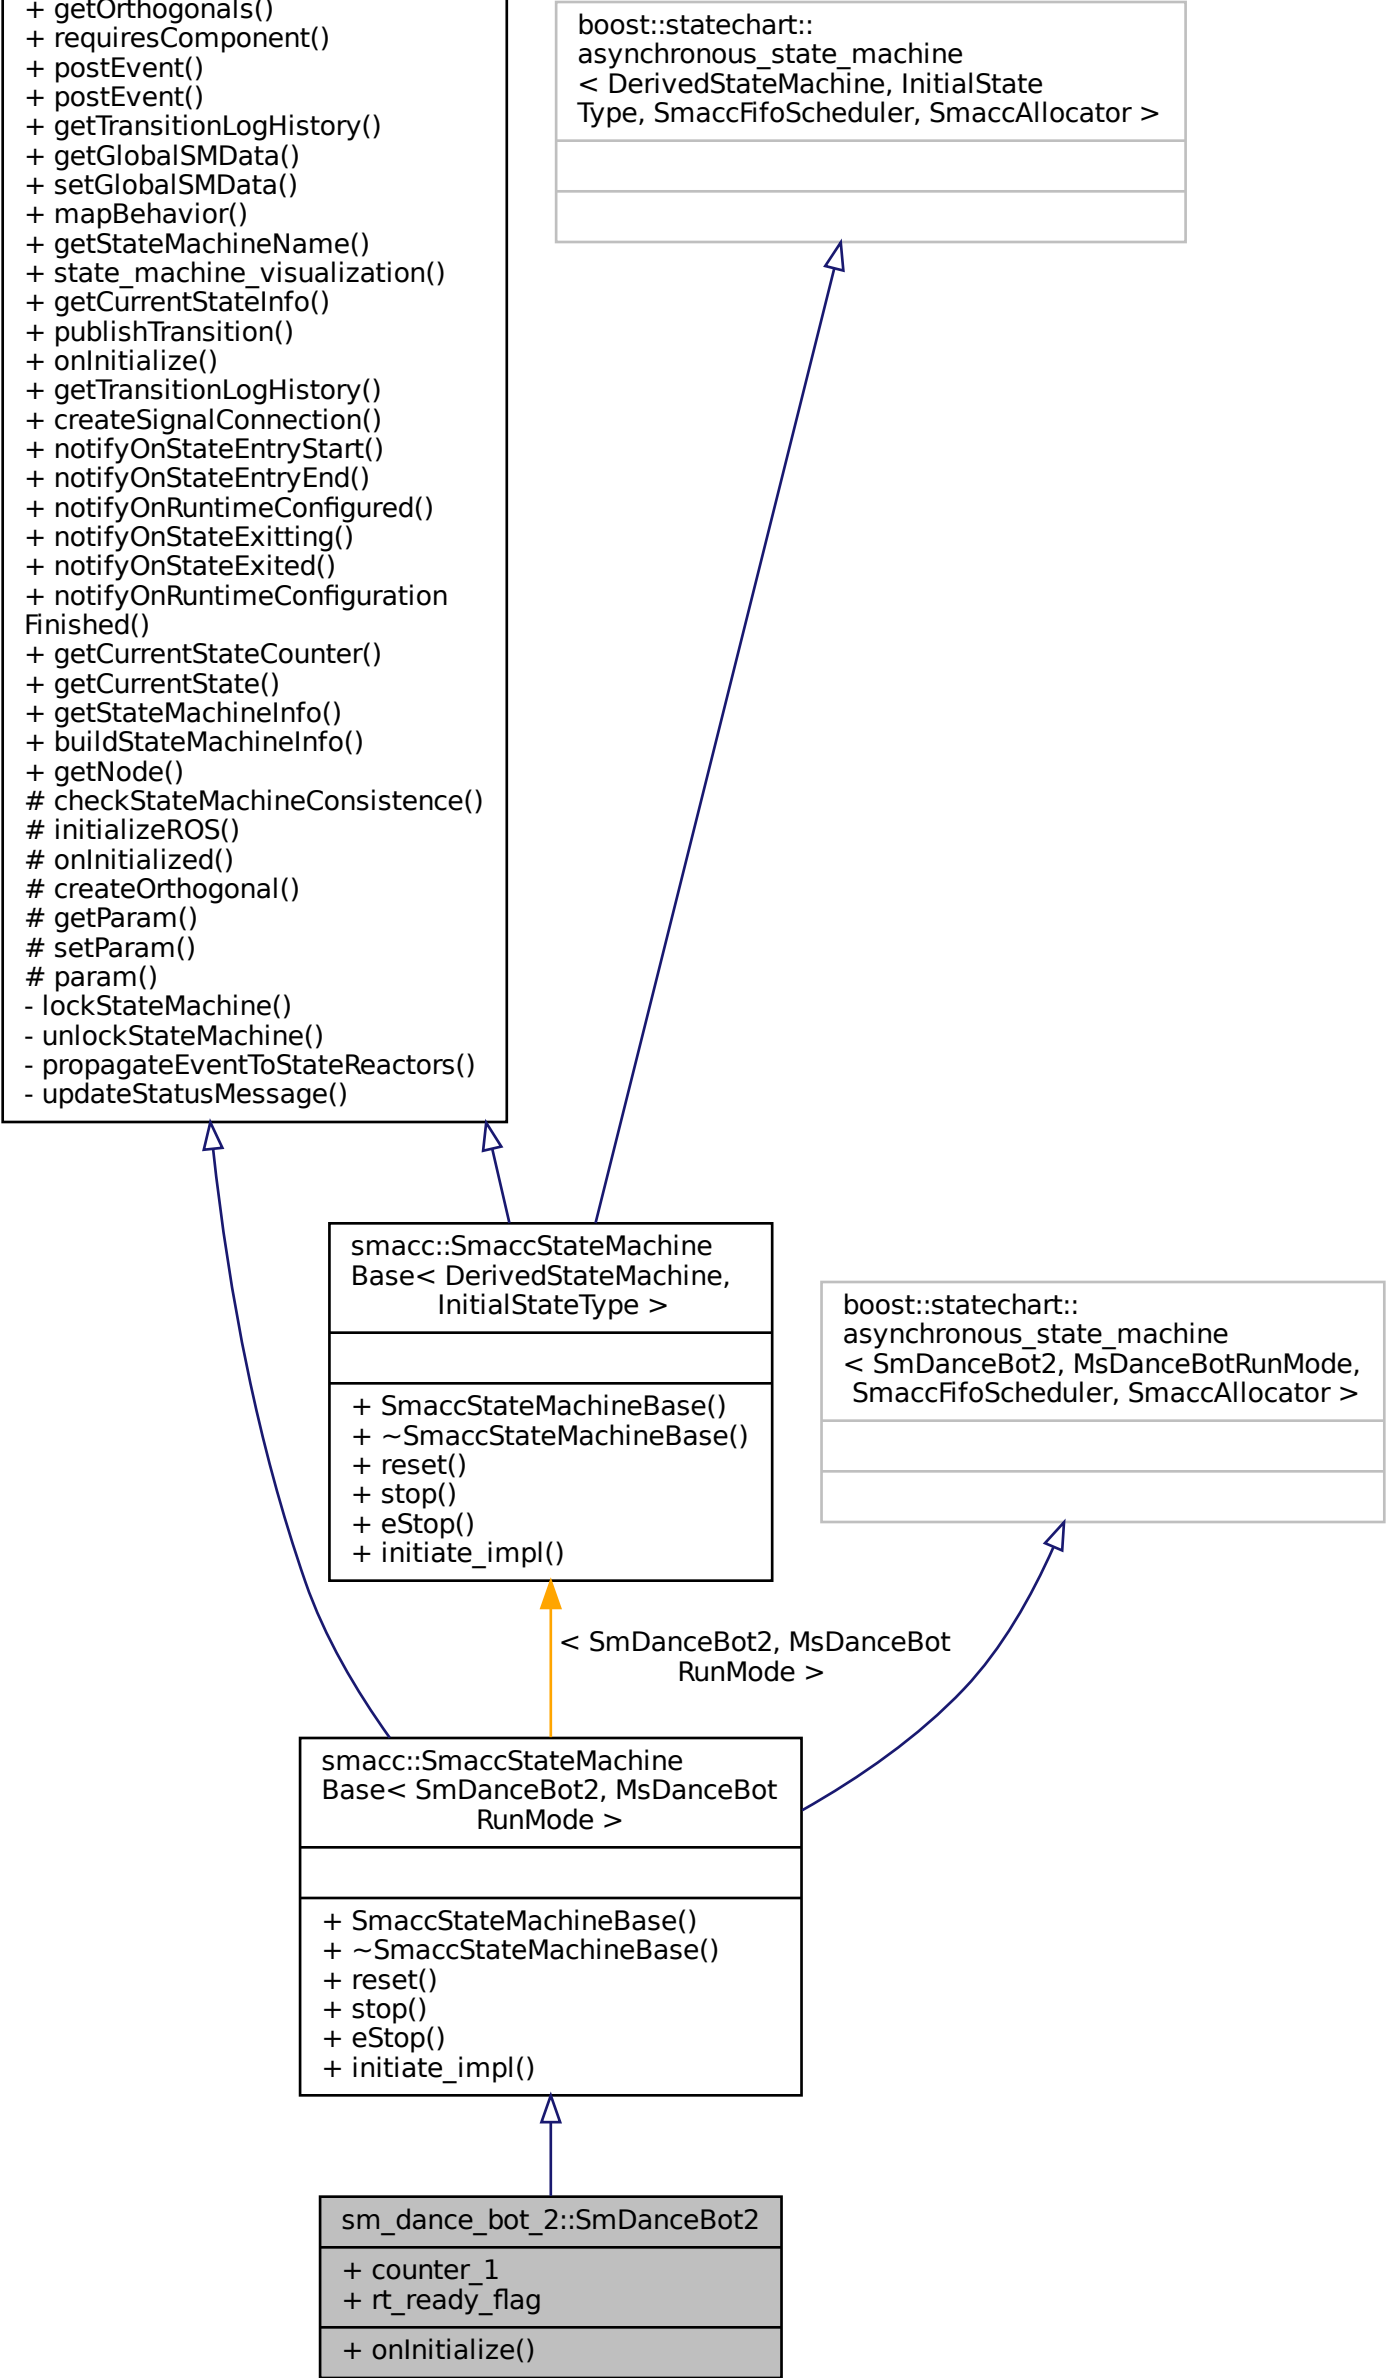 + getOrthogonals()
+ requiresComponent()
+ postEvent()
+ postEvent()
+ getTransitionLogHistory()
+ getGlobalSMData()
+ setGlobalSMData()
+ mapBehavior()
+ getStateMachineName()
+ state_machine_visualization()
+ getCurrentStateInfo()
+ publishTransition()
+ onInitialize()
+ getTransitionLogHistory()
+ createSignalConnection()
+ notifyOnStateEntryStart()
+ notifyOnStateEntryEnd()
+ notifyOnRuntimeConfigured()
+ notifyOnStateExitting()
+ notifyOnStateExited()
+ notifyOnRuntimeConfiguration
Finished()
+ getCurrentStateCounter()
+ getCurrentState()
+ getStateMachineInfo()
+ buildStateMachineInfo()
+ getNode()
# checkStateMachineConsistence()
# initializeROS()
# onInitialized()
# createOrthogonal()
# getParam()
# setParam()
# param()
- lockStateMachine()
- unlockStateMachine()
- propagateEventToStateReactors()
- updateStatusMessage()
boost::statechart::
asynchronous_state_machine
< DerivedStateMachine, InitialState
Type, SmaccFifoScheduler, SmaccAllocator >
smacc::SmaccStateMachine
Base< DerivedStateMachine,
InitialStateType >
+ SmaccStateMachineBase()
+ ~SmaccStateMachineBase()
+ reset()
+ stop()
+ eStop()
+ initiate_impl()
boost::statechart::
asynchronous_state_machine
< SmDanceBot2, MsDanceBotRunMode,
SmaccFifoScheduler, SmaccAllocator >
< SmDanceBot2, MsDanceBot
RunMode >
smacc::SmaccStateMachine
Base< SmDanceBot2, MsDanceBot
RunMode >
+ SmaccStateMachineBase()
+ ~SmaccStateMachineBase()
+ reset()
+ stop()
+ eStop()
+ initiate_impl()
sm_dance_bot_2::SmDanceBot2
+ counter_1
+ rt_ready_flag
+ onInitialize()